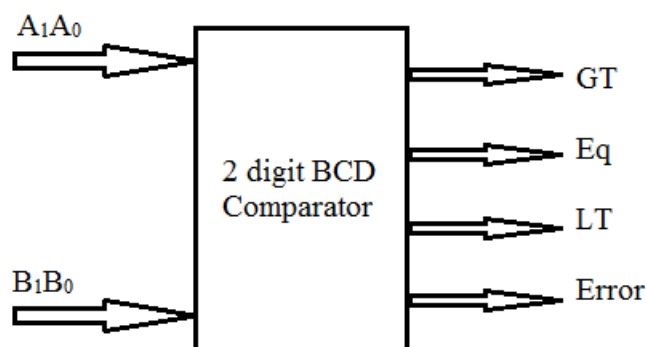 A₁A₀
GT
Eq
2 digit BCD
Comparator
LT
B₁B₀
Error